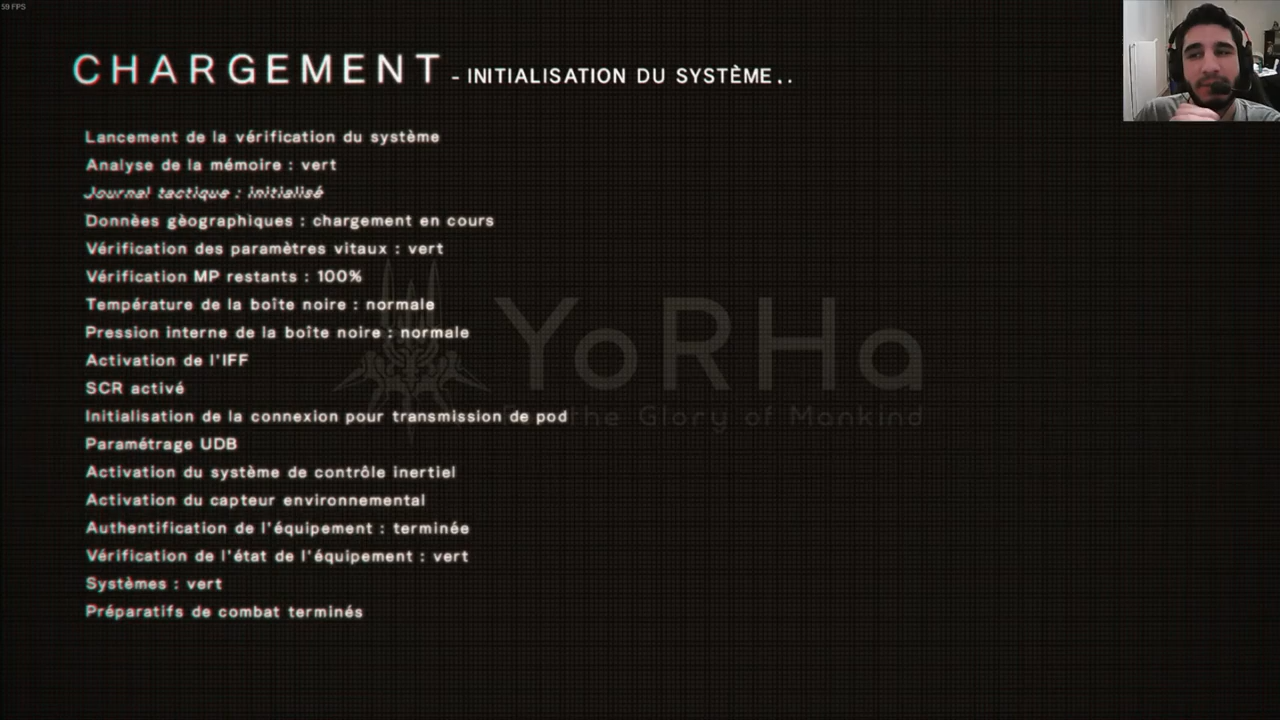 59 FPS
CHARGEMENT - INITIALISATION DU SYSTÈME..
Lancement de la vérification du système
Analyse de la mémoire : vert
Journal tactique : initialisé
Donnèes gèographiques : chargement en cours
Vérification des paramètres vitaux : vert
Vérification MP restants : 100%
Température de la boîte noire : normale
Pression interne de la boîte noire : normale
Activation de l'IFF
SCR activé
Initialisation de la connexion pour transmission de pod
Paramétrage UDB
Activation du système de contrôle inertiel
Activation du capteur environnemental
Authentification de l'équipement : terminée
Vérification de l'état de l'équipement : vert
Systèmes : vert
Préparatifs de combat terminés
YoRHa
For the Glory of Mankind